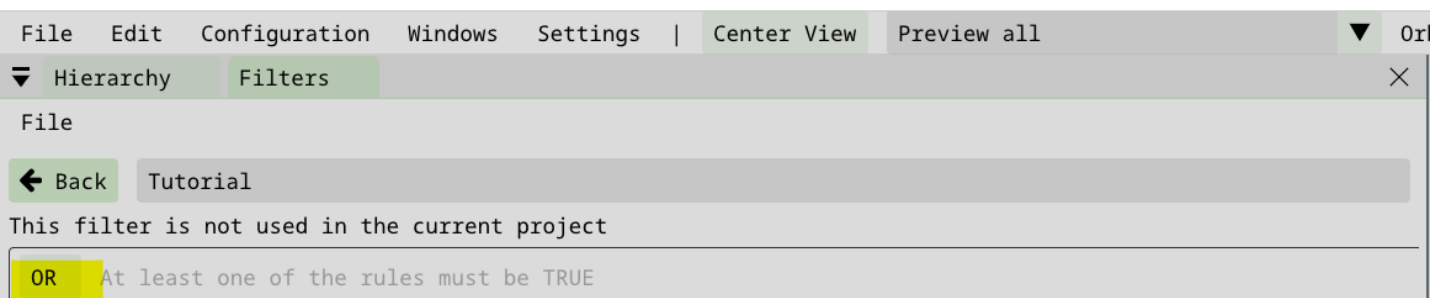 File Edit Configuration Windows Settings | Center View Preview all
Hierarchy Filters
File
Back Tutorial
This filter is not used in the current project
OR At least one of the rules must be TRUE